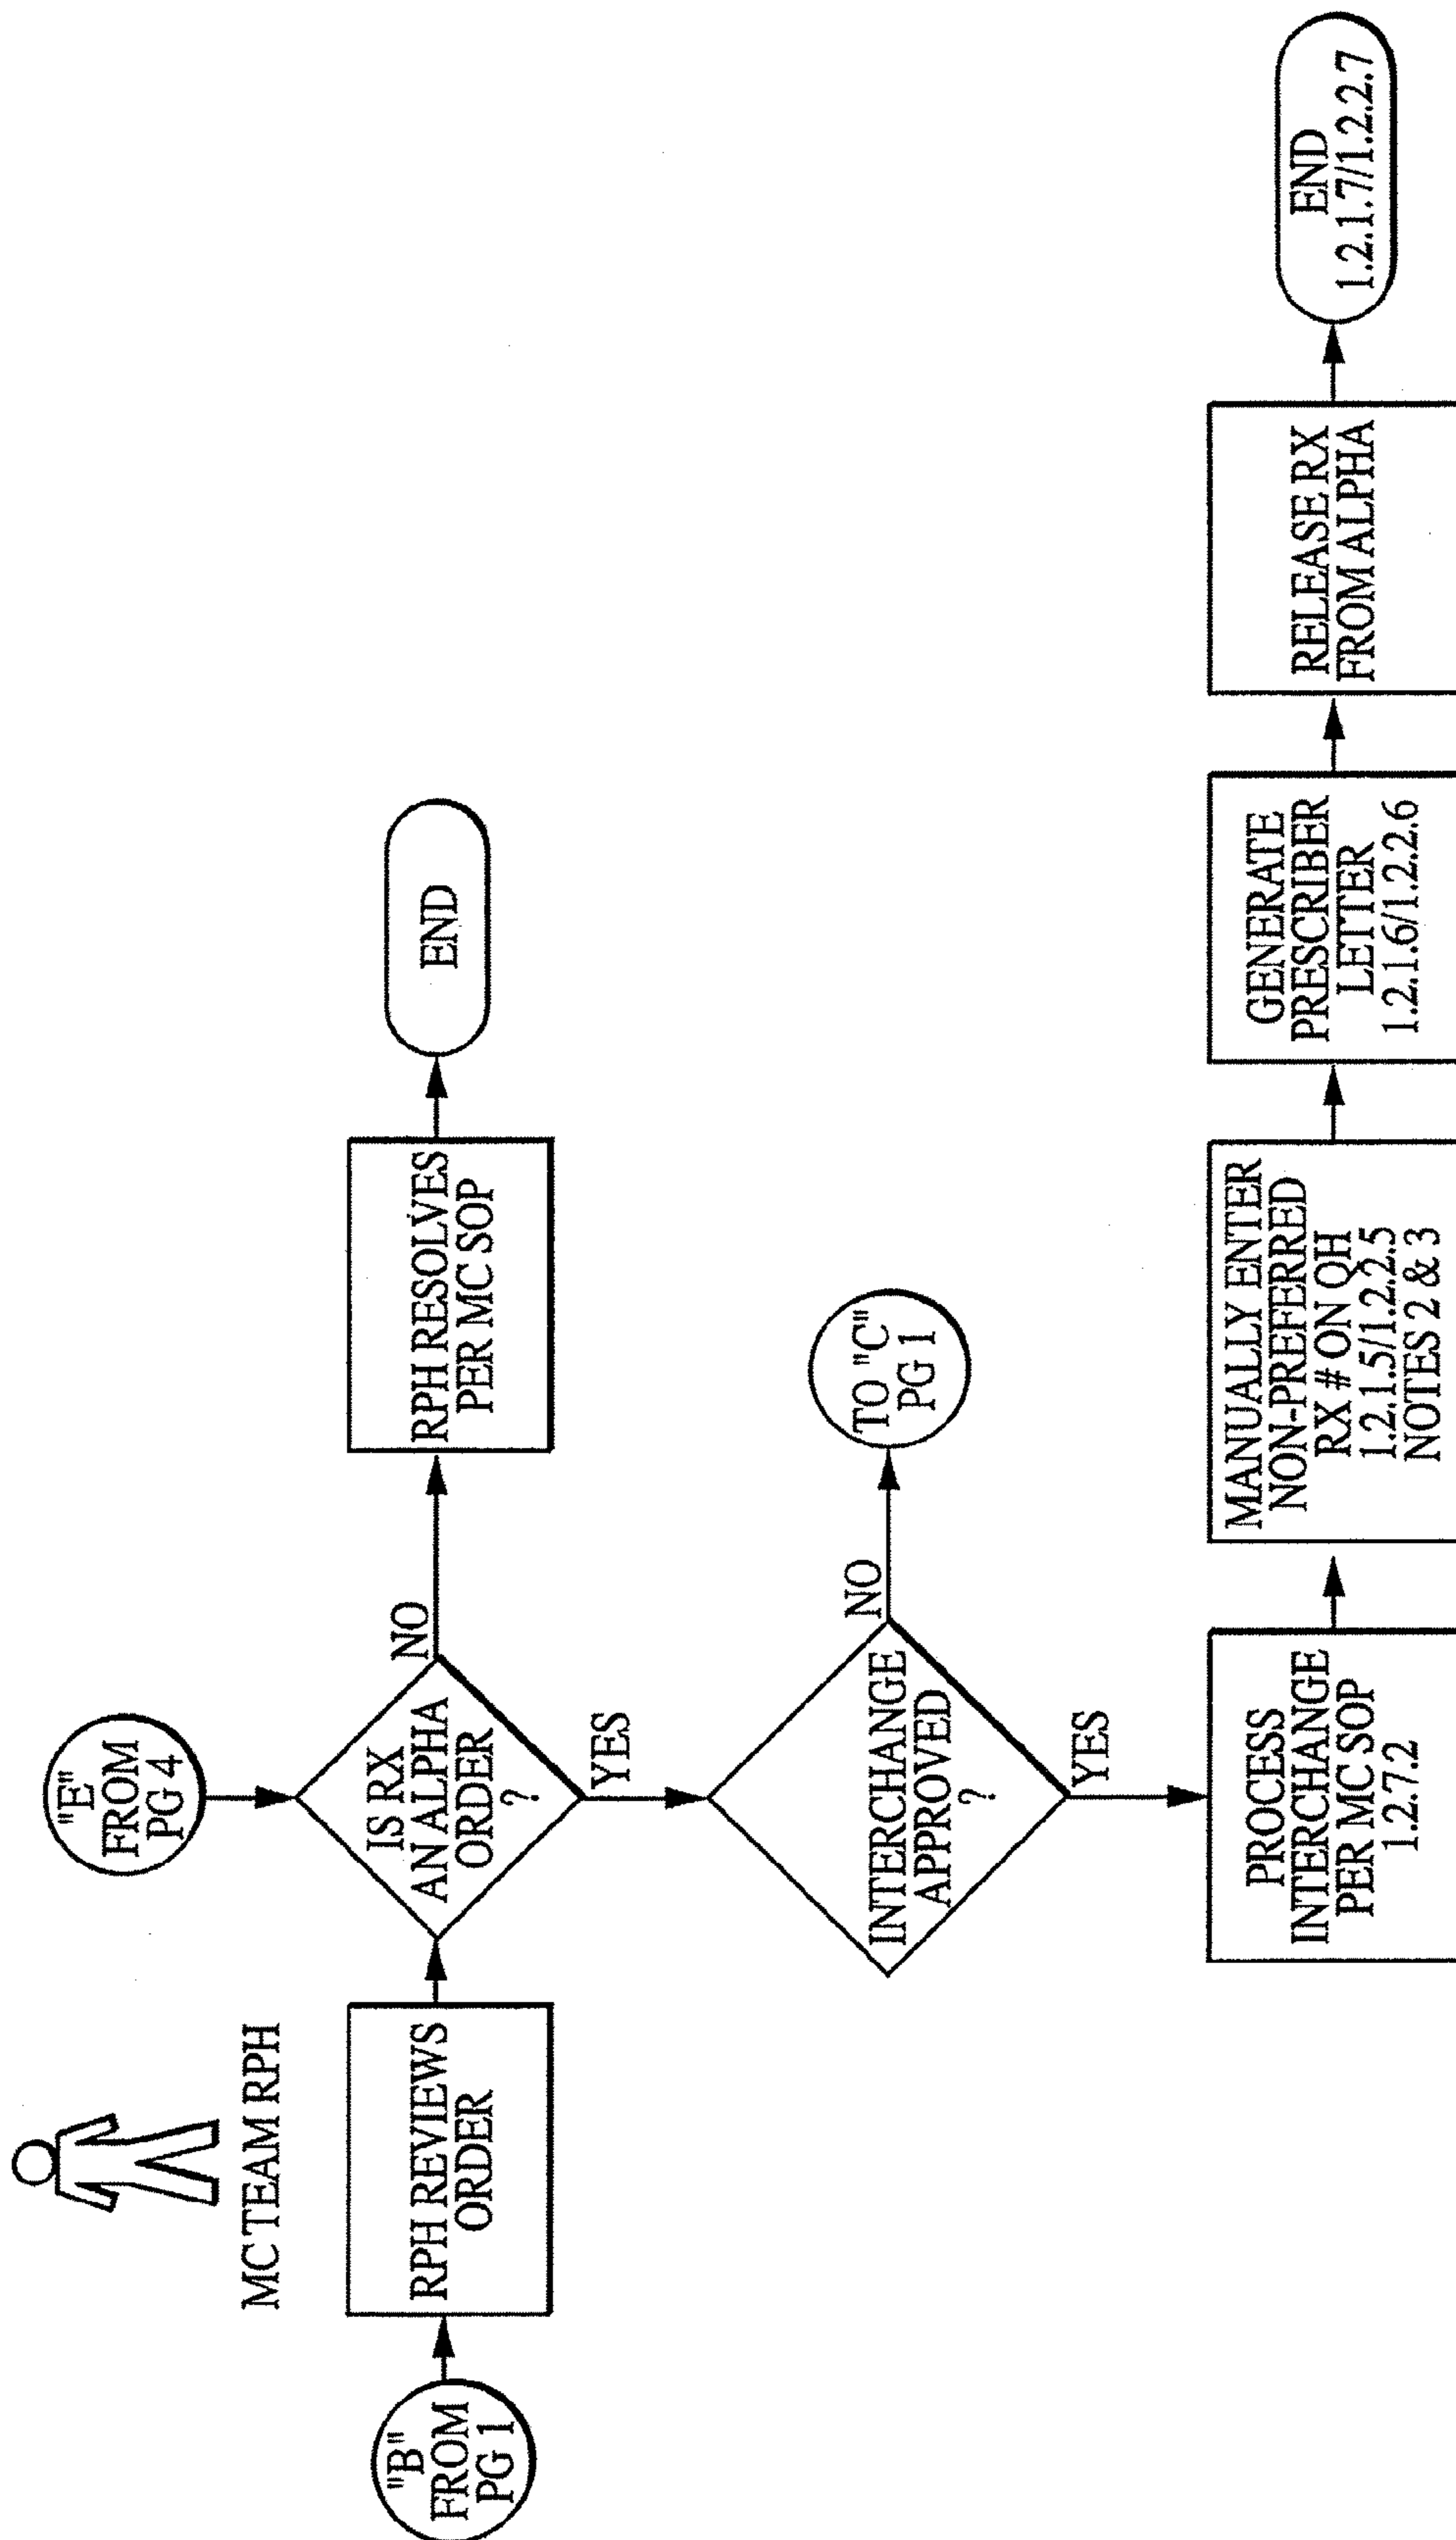 MC TEAM RPH
"B"
FROM
PG 1
RPH REVIEWS
ORDER
"E"
FROM
PG 4
IS RX
AN ALPHA
ORDER
?
NO
RPH RESOLVES
PER MC SOP
END
YES
INTERCHANGE
APPROVED
?
NO
TO "C"
PG 1
YES
PROCESS
INTERCHANGE
PER MC SOP
1.2.7.2
MANUALLY ENTER
NON-PREFERRED
RX # ON QH
1.2.1.5/1.2.2.5
NOTES 2 & 3
GENERATE
PRESCRIBER
LETTER
1.2.1.6/1.2.2.6
RELEASE RX
FROM ALPHA
END
1.2.1.7/1.2.2.7